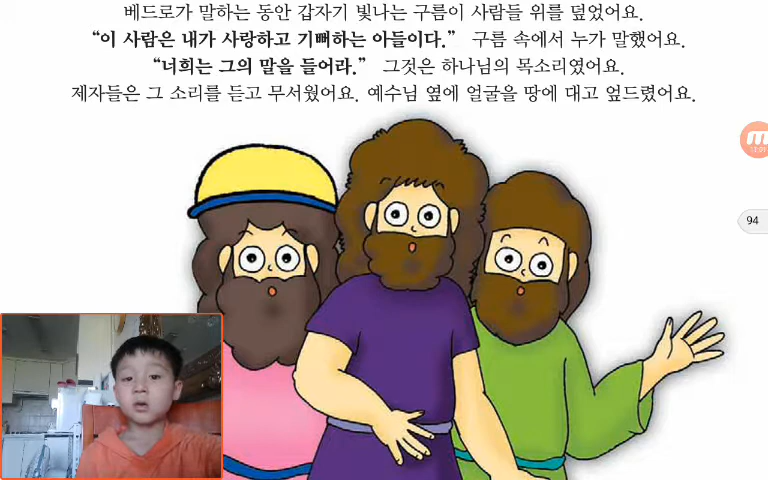 베드로가 말하는 동안 갑자기 빛나는 구름이 사람들 위를 덮었어요.
“이 사람은 내가 사랑하고 기뻐하는 아들이다.” 구름 속에서 누가 말했어요.
“너희는 그의 말을 들어라.” 그것은 하나님의 목소리였어요.
제자들은 그 소리를 듣고 무서웠어요. 예수님 옆에 얼굴을 땅에 대고 엎드렸어요.
94